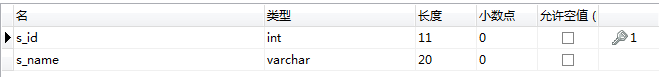 名 类型 长度 小数点 允许空值 (
s_id int 11 0 1
s_name varchar 20 0